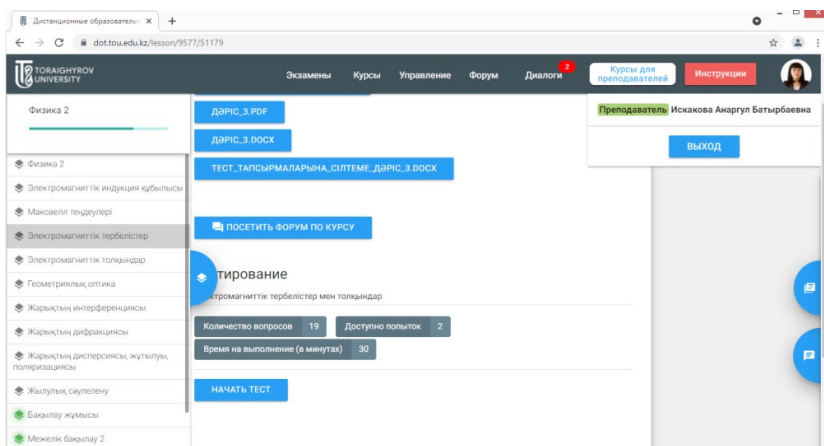 Дистанционные образователь
dot.tou.edu.kz/lesson/9577/51179
TORAIGHYROV
UNIVERSITY
Экзамены
Курсы
Управление
Форум
Диалоги
2
Курсы для
преподавателей
Инструкции
Преподаватель Искакова Анаргул Батырбаевна
ВЫХОД
Физика 2
Физика 2
Электромагниттік индукция құбылысы
Максвелл теңдеулері
Электромагниттік тербелістер
Электромагниттік толқындар
Геометриялық оптика
Жарықтың интерференциясы
Жарықтың дифракциясы
Жарықтың дисперсиясы, жұтылуы,
поляризациясы
Жылулық сәулелену
Бақылау жұмысы
Межелік бақылау 2
ДӘРІС_3.PDF
ДӘРІС_3.DOCX
ТЕСТ_ТАПСЫРМАЛАРЫНА_СІЛТЕМЕ_ДӘРІС_3.DOCX
ПОСЕТИТЬ ФОРУМ ПО КУРСУ
тирование
ктромагниттік тербелістер мен толқындар
Количество вопросов 19
Доступно попыток 2
Время на выполнение (в минутах) 30
НАЧАТЬ ТЕСТ